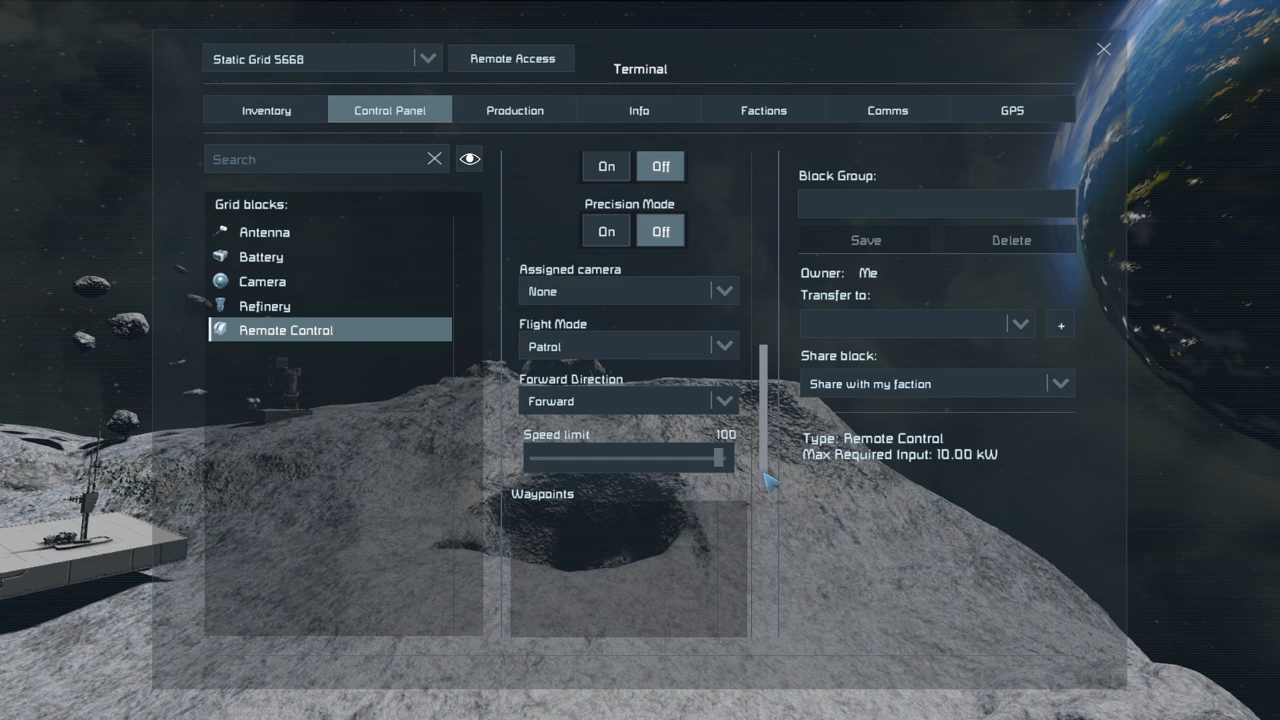 Static Grid 5668
Remote Access
Terminal
Inventory
Control Panel
Production
Info
Factions
Comms
GPS
Search
Grid blocks:
Antenna
Battery
Camera
Refinery
Remote Control
On Off
Precision Mode
On Off
Assigned camera
None
Flight Mode
Patrol
Forward Direction
Forward
Speed limit 100
Waypoints
Block Group:
Save Delete
Owner: Me
Transfer to:
+
Share block:
Share with my faction
Type: Remote Control
Max Required Input: 10.00 kW